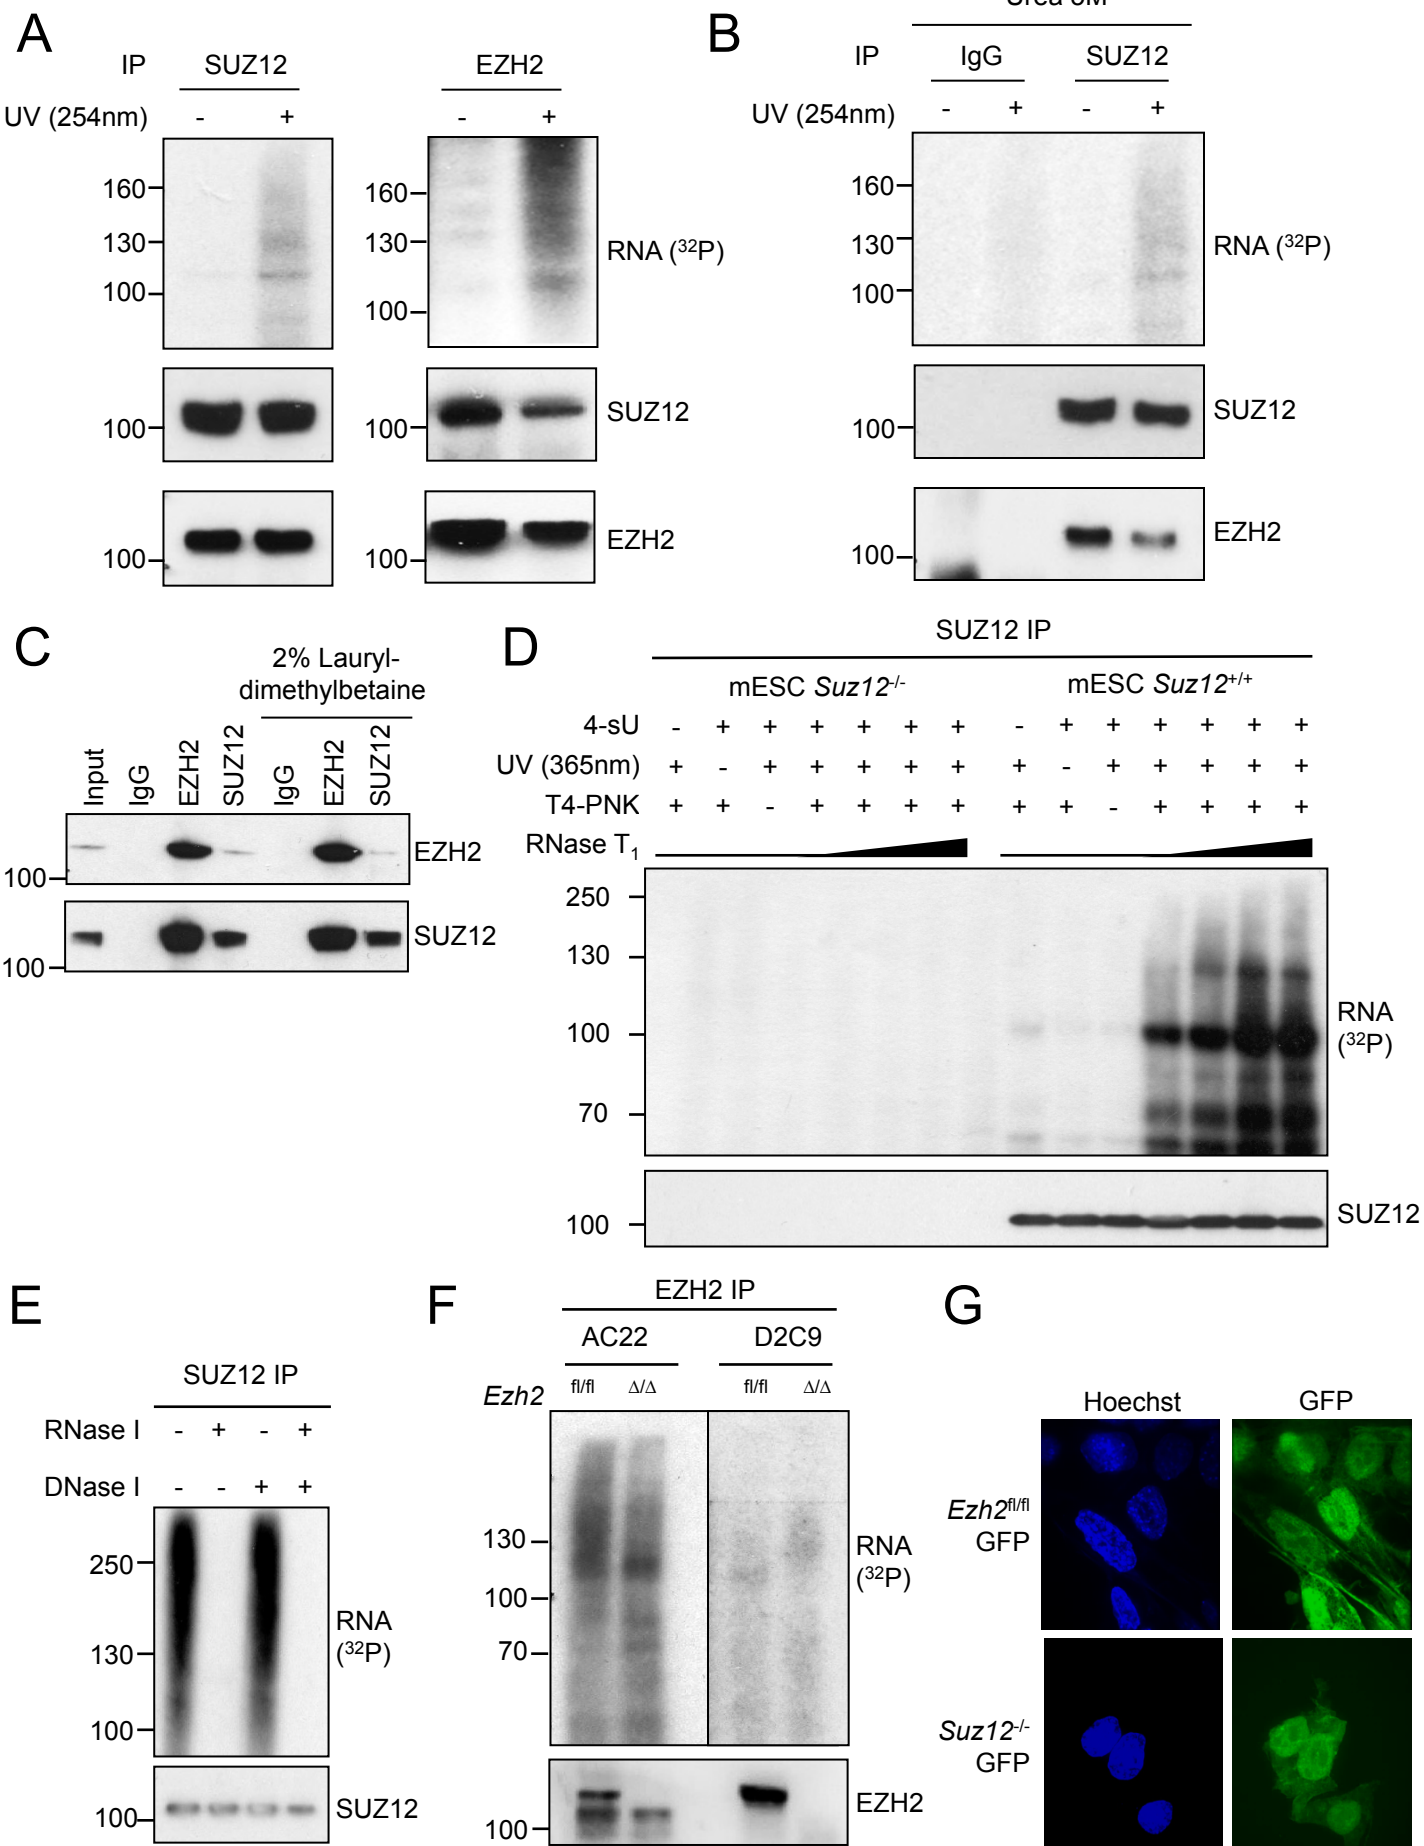 A
IP SUZ12 EZH2
UV (254nm) - + - +
160
130
100
160
130
100
RNA (³²P)
100
100
SUZ12
100
100
EZH2
B
IP IgG SUZ12
UV (254nm) - + - +
160
130
100
RNA (³²P)
100
SUZ12
100
EZH2
C
2% Lauryl-
dimethylbetaine
Input IgG EZH2 SUZ12 IgG EZH2 SUZ12
100
EZH2
100
SUZ12
D
SUZ12 IP
mESC Suz12-/- mESC Suz12+/+
4-sU - + + + + + + - + + + + + +
UV (365nm) + - + + + + + + - + + + + +
T4-PNK + + - + + + + + + - + + + +
RNase T₁
250
130
100
70
RNA
(³²P)
100
SUZ12
E
SUZ12 IP
RNase I - + - +
DNase I - - + +
250
130
100
RNA
(³²P)
100
SUZ12
F
EZH2 IP
AC22 D2C9
Ezh2 fl/fl Δ/Δ fl/fl Δ/Δ
130
100
70
RNA
(³²P)
100
EZH2
G
Hoechst GFP
Ezh2fl/fl
GFP
Suz12-/-
GFP